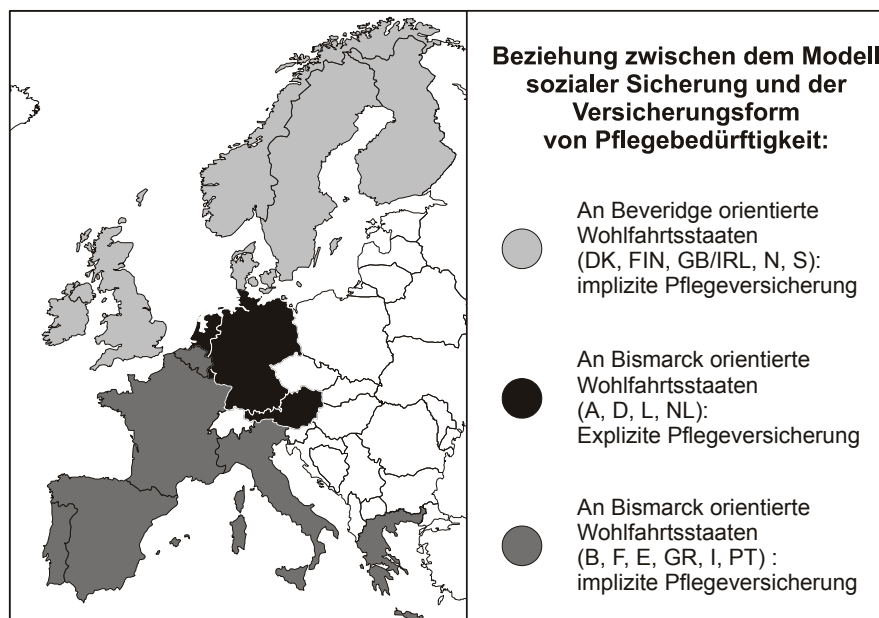 Beziehung zwischen dem Modell
sozialer Sicherung und der
Versicherungsform
von Pflegebedürftigkeit:
An Beveridge orientierte
Wohlfahrtsstaaten
(DK, FIN, GB/IRL, N, S):
implizite Pflegeversicherung
An Bismarck orientierte
Wohlfahrtsstaaten
(A, D, L, NL):
Explizite Pflegeversicherung
An Bismarck orientierte
Wohlfahrtsstaaten
(B, F, E, GR, I, PT) :
implizite Pflegeversicherung